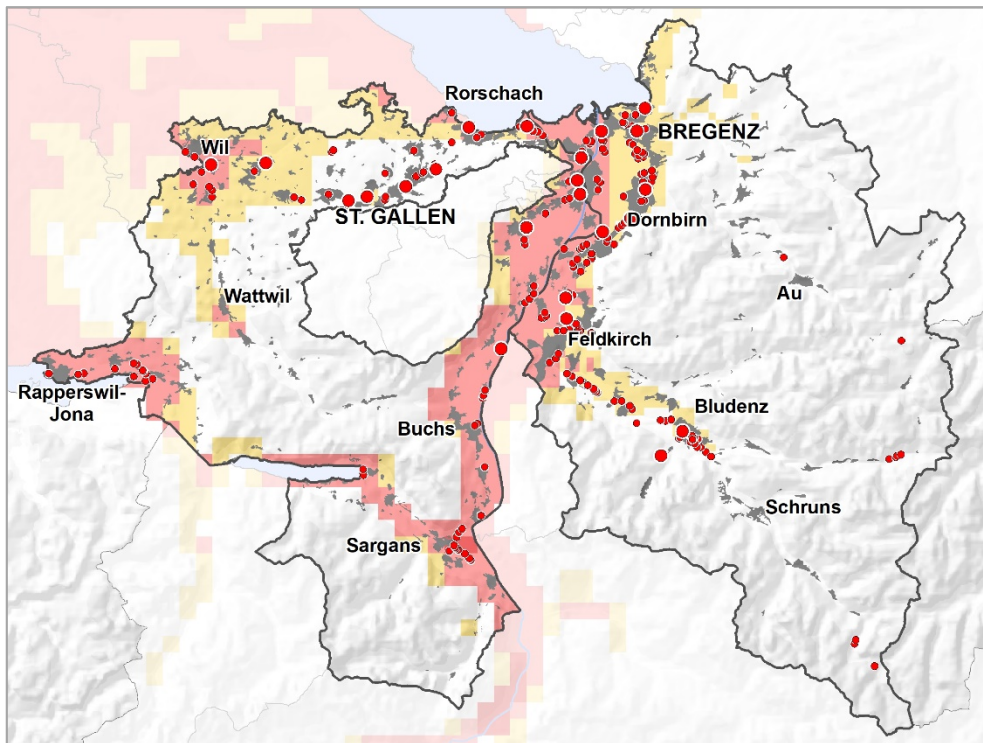 Rorschach
BREGENZ
Wil
ST. GALLEN
Dornbirn
Wattwil
Au
Feldkirch
Rapperswil-
Jona
Buchs
Bludenz
Schruns
Sargans